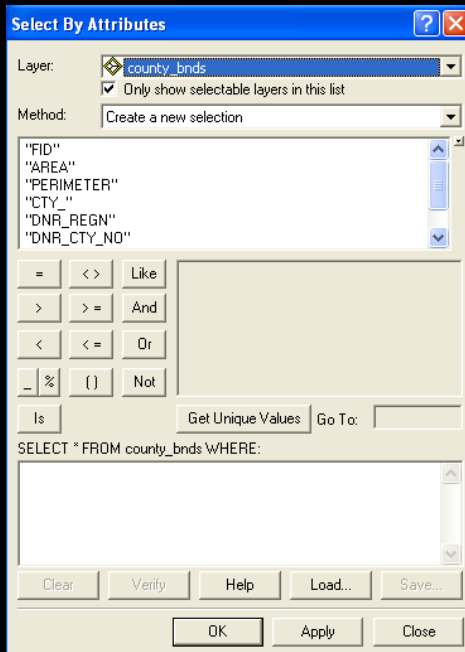 Select By Attributes ? X
Layer: county_bnds
Only show selectable layers in this list
Method: Create a new selection
"FID"
"AREA"
"PERIMETER"
"CTY_"
"DNR_REGN"
"DNR_CTY_NO"
= < > Like
> > = And
< < = Or
_ % ( ) Not
Is Get Unique Values Go To:
SELECT * FROM county_bnds WHERE:
Clear Verify Help Load... Save...
OK Apply Close